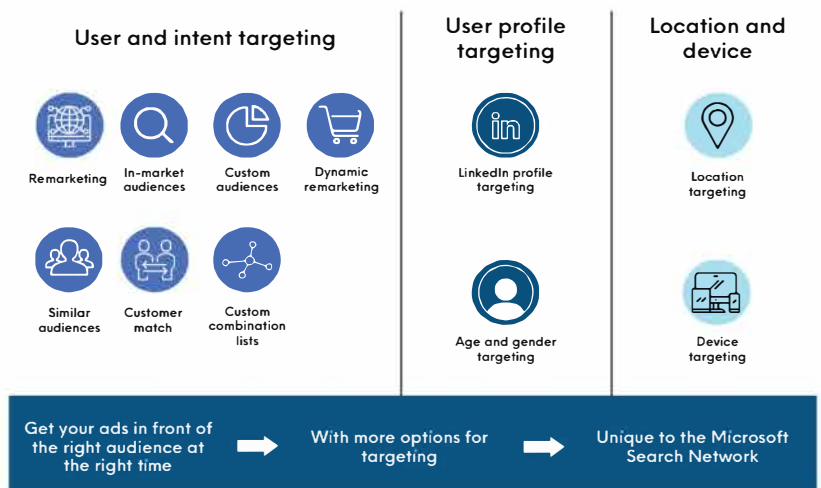 User and intent targeting
Remarketing
In-market
audiences
Custom
audiences
Dynamic
remarketing
Similar
audiences
Customer
match
Custom
combination
lists
User profile
targeting
in
LinkedIn profile
targeting
Age and gender
targeting
Location and
device
Location
targeting
Device
targeting
Get your ads in front of
the right audience at
the right time
With more options for
targeting
Unique to the Microsoft
Search Network